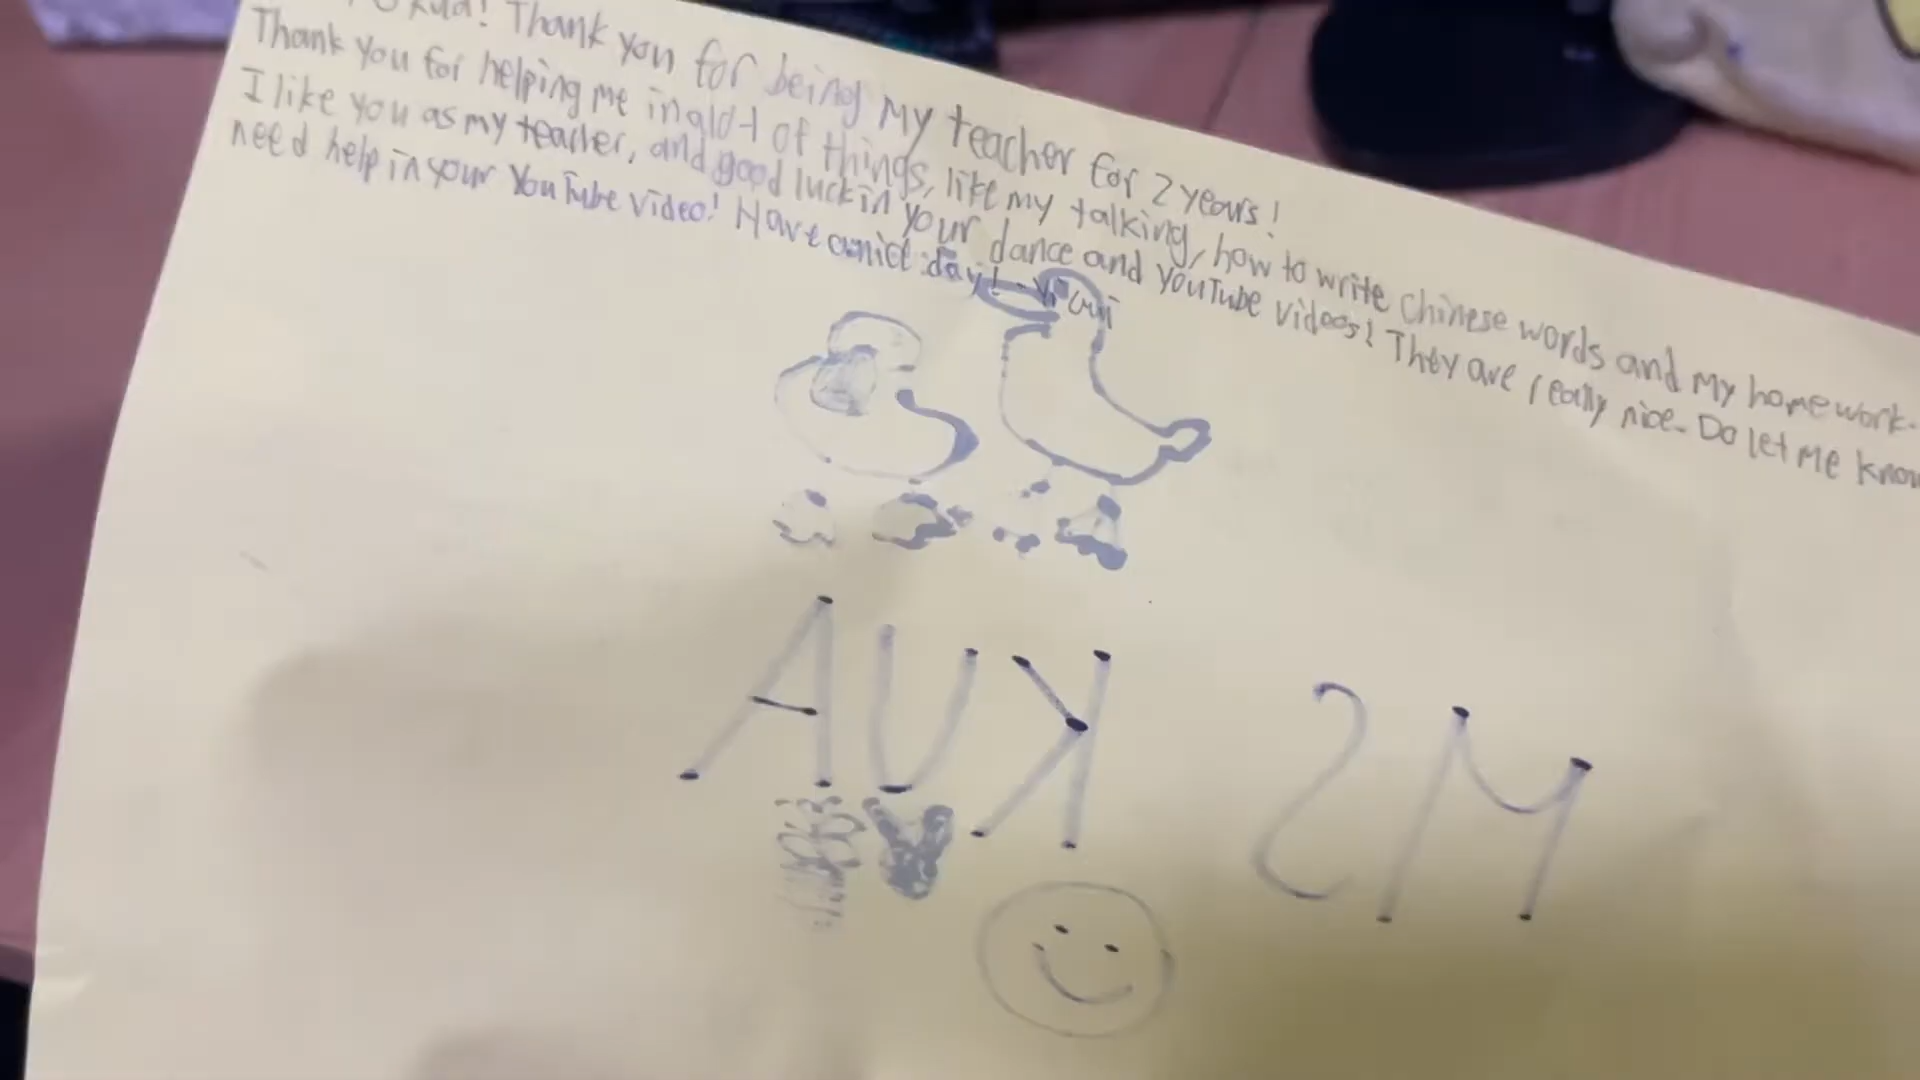 Thank you for being my teacher for 2 years!
Thank you for helping me in a lot of things, like my talking, how to write Chinese words and my homework.
I like you as my teacher, and good luck in your dance and YouTube videos! They are really nice. Do let me know
need help in your YouTube video! Have a nice day! -